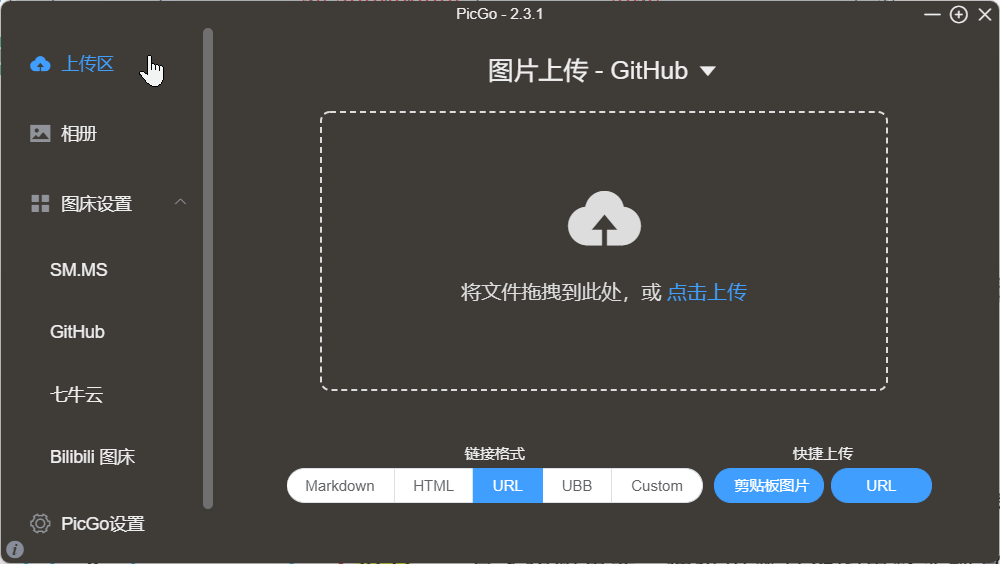 PicGo - 2.3.1
上传区
相册
图床设置
SM.MS
GitHub
七牛云
Bilibili 图床
PicGo设置
图片上传 - GitHub
将文件拖拽到此处，或 点击上传
链接格式
Markdown HTML URL UBB Custom
快捷上传
剪贴板图片 URL